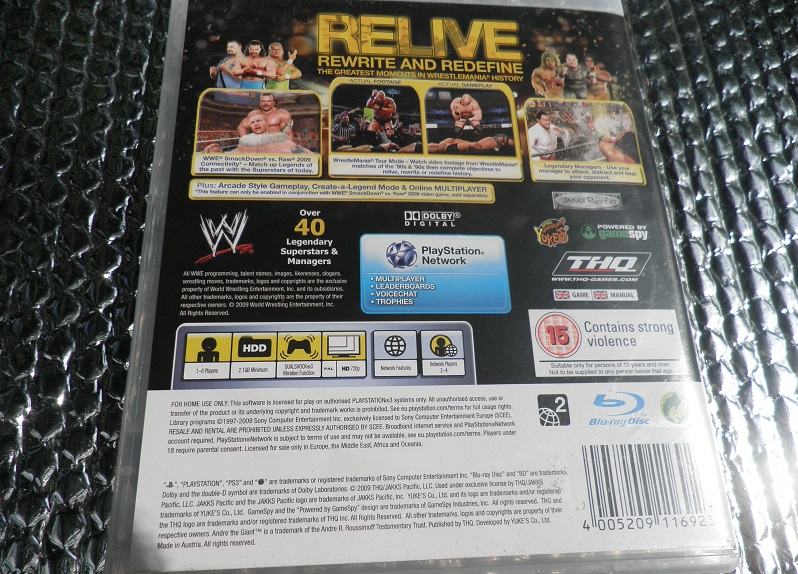 RELIVE
REWRITE AND REDEFINE
THE GREATEST MOMENTS IN WRESTLEMANIA® HISTORY
ACTUAL FOOTAGE
ACTUAL GAMEPLAY
WWE® SmackDown® vs. Raw® 2009
Connectivity* – Match up Legends of
the past with the Superstars of today.
WrestleMania® Tour Mode - Watch video footage from WrestleMania®
matches of the '80s & '90s then complete objectives to
relive, rewrite or redefine history.
Legendary Managers - Use your
manager to attack, distract and beat
your opponent.
Plus: Arcade Style Gameplay, Create-a-Legend Mode & Online MULTIPLAYER
*This feature can only be enabled in conjunction with WWE® SmackDown® vs. Raw® 2009 video game, sold separately.
JAKKS Pacific
W
Over
40
Legendary
Superstars &
Managers
DOLBY®
DIGITAL
PlayStation®
Network
• MULTIPLAYER
• LEADERBOARDS
• VOICECHAT
• TROPHIES
YUKE'S
POWERED BY
gamespy
THQ
WWW.THQ-GAMES.COM
GAME
MANUAL
All WWE programming, talent names, images, likenesses, slogans,
wrestling moves, trademarks, logos and copyrights are the exclusive
property of World Wrestling Entertainment, Inc. and its subsidiaries.
All other trademarks, logos and copyrights are the property of their
respective owners. © 2009 World Wrestling Entertainment, Inc.
All Rights Reserved.
15
Contains strong
violence
Suitable only for persons of 15 years and over.
Not to be supplied to any person below that age.
1–6 Players
HDD
2.1GB Minimum
DUALSHOCK®3
Vibration Function
PAL
HD 720p
Network Features
Network Players
2–4
FOR HOME USE ONLY: This software is licensed for play on authorised PLAYSTATION®3 systems only. All unauthorised access, use or
transfer of the product or its underlying copyright and trademark works is prohibited. See eu.playstation.com/terms for full usage rights.
Library programs ©1997-2009 Sony Computer Entertainment Inc. exclusively licensed to Sony Computer Entertainment Europe (SCEE).
RESALE AND RENTAL ARE PROHIBITED UNLESS EXPRESSLY AUTHORISED BY SCEE. Broadband internet service and PlayStation®Network
account required. PlayStation®Network is subject to terms of use and may not be available, see eu.playstation.com/terms. Players under
18 require parental consent. Licensed for sale only in Europe, the Middle East, Africa and Oceania.
2
Blu-ray Disc
", "PLAYSTATION", "PS3" and " " are trademarks or registered trademarks of Sony Computer Entertainment Inc. "Blu-ray Disc" and "BD" are trademarks.
Dolby and the double-D symbol are trademarks of Dolby Laboratories. © 2009 THQ/JAKKS Pacific, LLC. Used under exclusive license by THQ/JAKKS
Pacific, LLC. JAKKS Pacific and the JAKKS Pacific logo are trademarks of JAKKS Pacific, Inc. YUKE'S Co., Ltd. and its logo are trademarks and/or registered
trademarks of YUKE'S Co., Ltd. GameSpy and the "Powered by GameSpy" design are trademarks of GameSpy Industries, Inc. All rights reserved. THQ and
the THQ logo are trademarks and/or registered trademarks of THQ Inc. All Rights Reserved. All other trademarks, logos and copyrights are property of their
respective owners. Andre the Giant™ is a trademark of Andre R. Roussimoff Testamentary Trust. Published by THQ. Developed by YUKE'S Co., Ltd.
Made in Austria. All rights reserved.
4 005209 116923